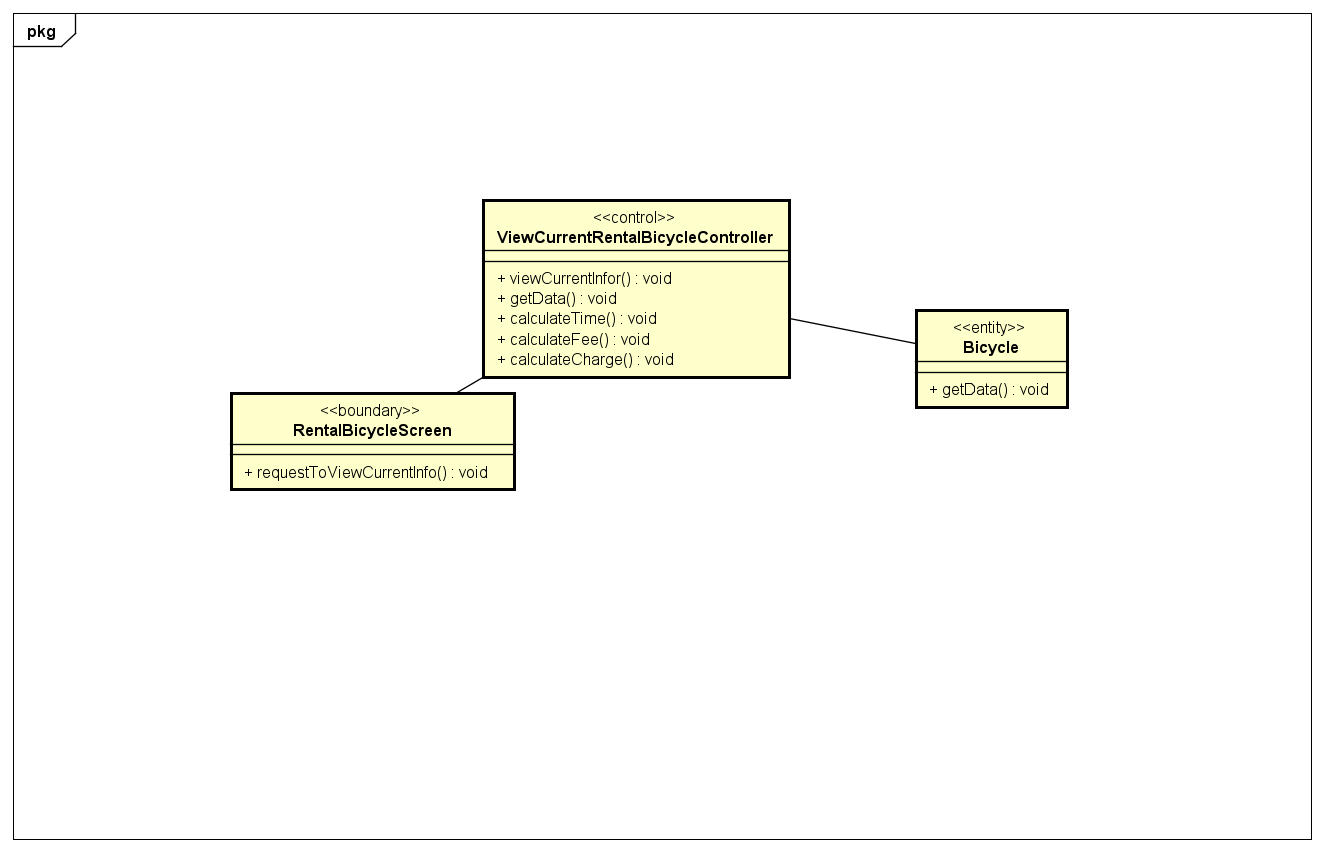 pkg
<<control>>
ViewCurrentRentalBicycleController
+ viewCurrentInfor() : void
+ getData() : void
+ calculateTime() : void
+ calculateFee() : void
+ calculateCharge() : void
<<entity>>
Bicycle
+ getData() : void
<<boundary>>
RentalBicycleScreen
+ requestToViewCurrentInfo() : void